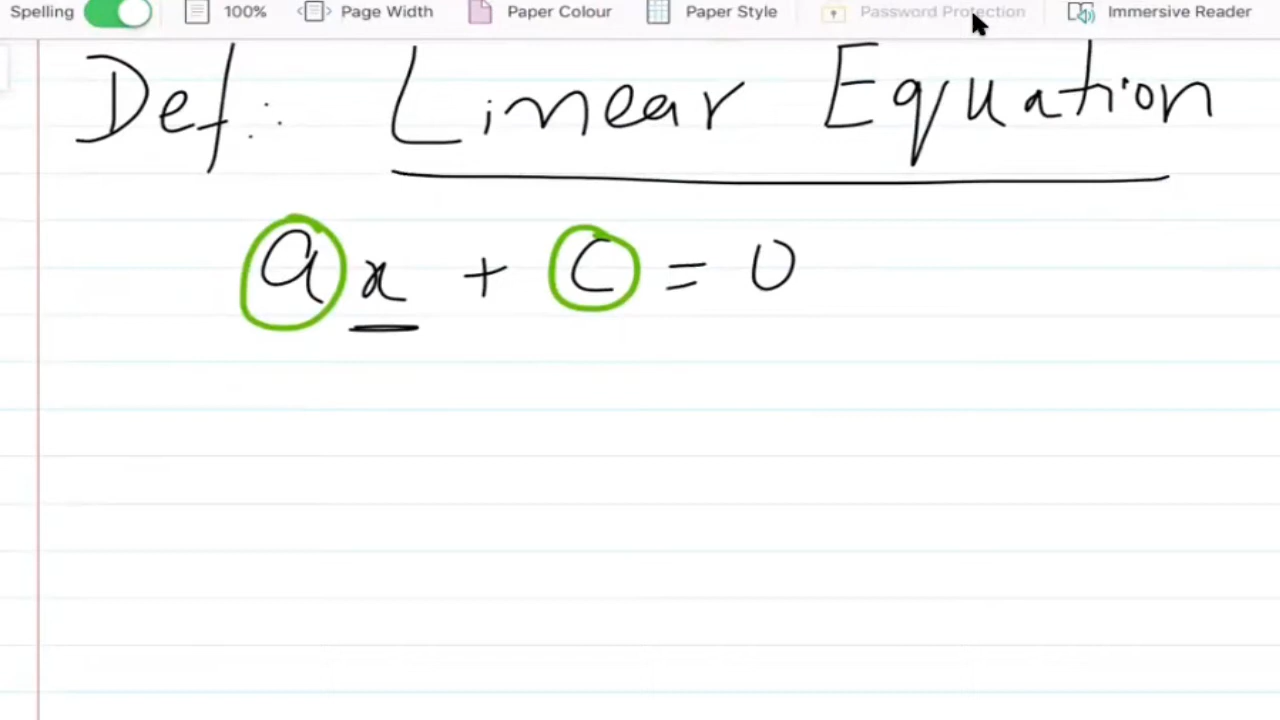 Spelling 100% Page Width Paper Colour Paper Style Password Protection Immersive Reader
Def:. Linear Equation
ax + c = 0